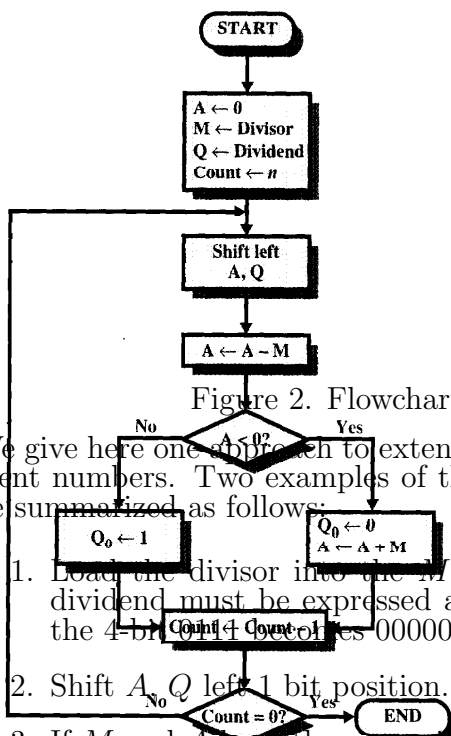 START
A ← 0
M ← Divisor
Q ← Dividend
Count ← n
Shift left
A, Q
A ← A – M
Figure 2. Flowchar
No
A < 0?
Yes
e give here one approach to exten
ent numbers. Two examples of th
e summarized as follows:
Q₀ ← 1
Q₀ ← 0
A ← A + M
1. Load the divisor into the M
dividend must be expressed a
the 4-bit 0111 becomes 00000
Count ← Count – 1
2. Shift A, Q left 1 bit position.
No
Count = 0?
Yes
END
3. If M